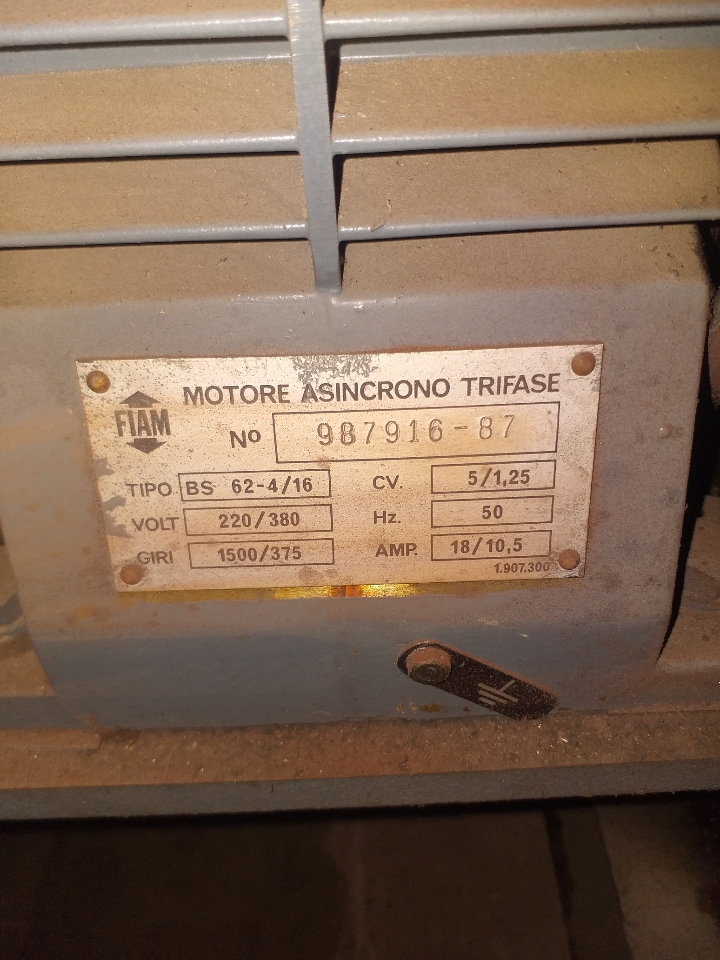 MOTORE ASINCRONO TRIFASE
FIAM
Nº 987916-87
TIPO BS 62-4/16 CV. 5/1,25
VOLT 220/380 Hz. 50
GIRI 1500/375 AMP. 18/10,5
1.907.300